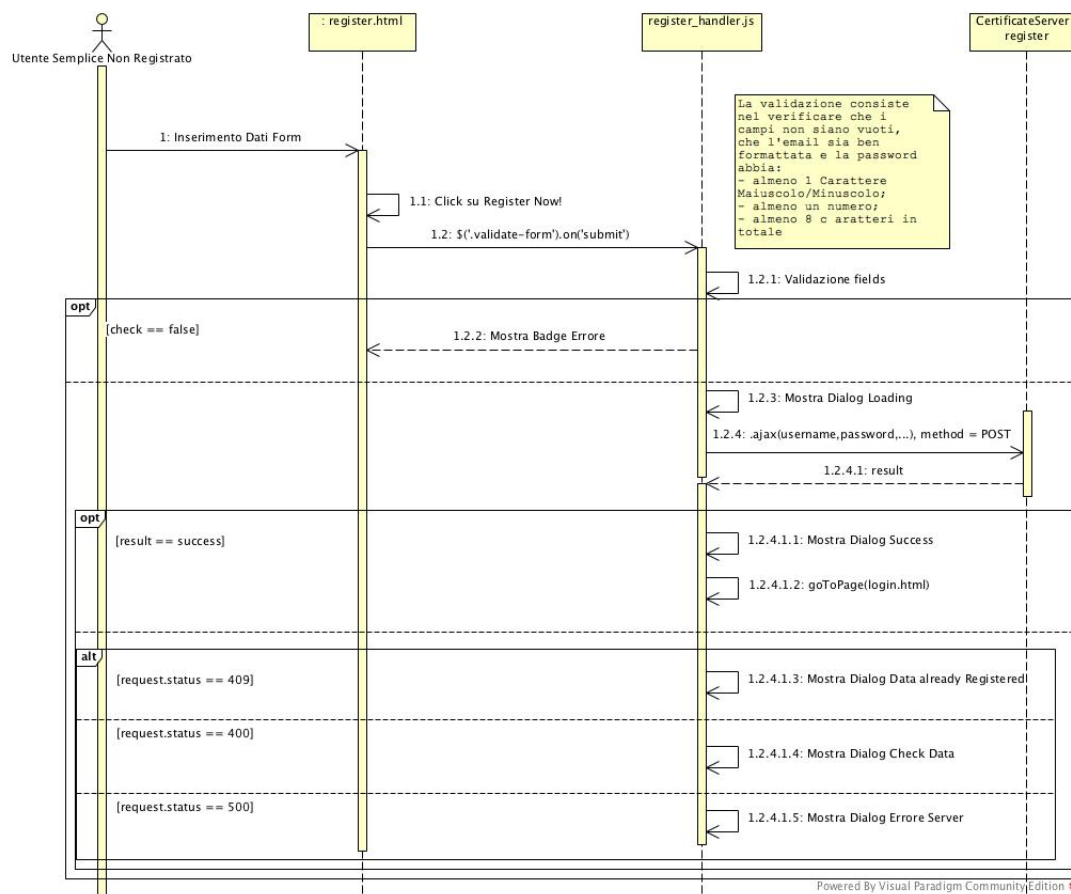 : register.html
register_handler.js
CertificateServer
register
Utente Semplice Non Registrato
La validazione consiste
nel verificare che i
campi non siano vuoti,
che l'email sia ben
formattata e la password
abbia:
- almeno 1 Carattere
Maiuscolo/Minuscolo;
- almeno un numero;
- almeno 8 c aratteri in
totale
1: Inserimento Dati Form
1.1: Click su Register Now!
1.2: $('.validate-form').on('submit')
1.2.1: Validazione fields
opt
[check == false]
1.2.2: Mostra Badge Errore
1.2.3: Mostra Dialog Loading
1.2.4: .ajax(username,password,...), method = POST
1.2.4.1: result
opt
[result == success]
1.2.4.1.1: Mostra Dialog Success
1.2.4.1.2: goToPage(login.html)
alt
[request.status == 409]
1.2.4.1.3: Mostra Dialog Data already Registered
[request.status == 400]
1.2.4.1.4: Mostra Dialog Check Data
[request.status == 500]
1.2.4.1.5: Mostra Dialog Errore Server
Powered By Visual Paradigm Community Edition